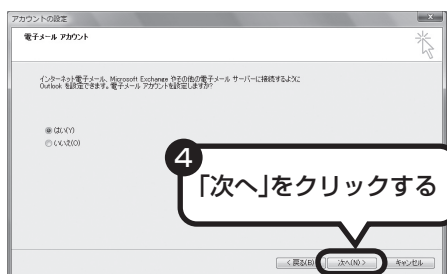 アカウントの設定
電子メール アカウント
インターネット電子メール、Microsoft Exchange やその他の電子メール サーバーに接続するように
Outlook を設定できます。電子メール アカウントを設定しますか?
はい(Y)
いいえ(O)
4
「次へ」をクリックする
< 戻る(B)
次へ(N) >
キャンセル